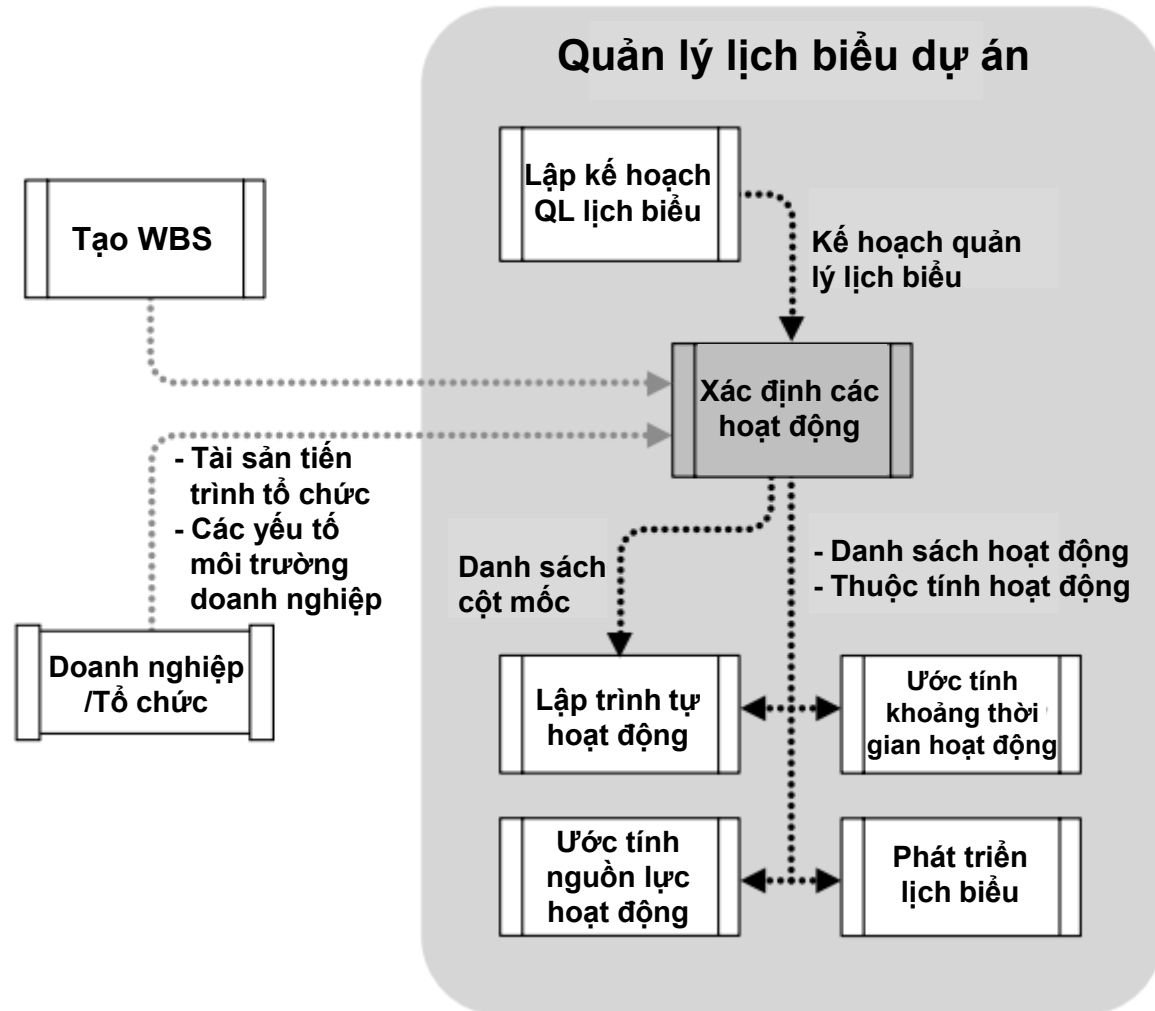 Quản lý lịch biểu dự án
Lập kế hoạch
QL lịch biểu
Tạo WBS
Kế hoạch quản
lý lịch biểu
Xác định các
hoạt động
- Tài sản tiến
trình tổ chức
- Các yếu tố
môi trường
doanh nghiệp
Danh sách
cột mốc
- Danh sách hoạt động
- Thuộc tính hoạt động
Doanh nghiệp
/Tổ chức
Lập trình tự
hoạt động
Ước tính
khoảng thời
gian hoạt động
Ước tính
nguồn lực
hoạt động
Phát triển
lịch biểu